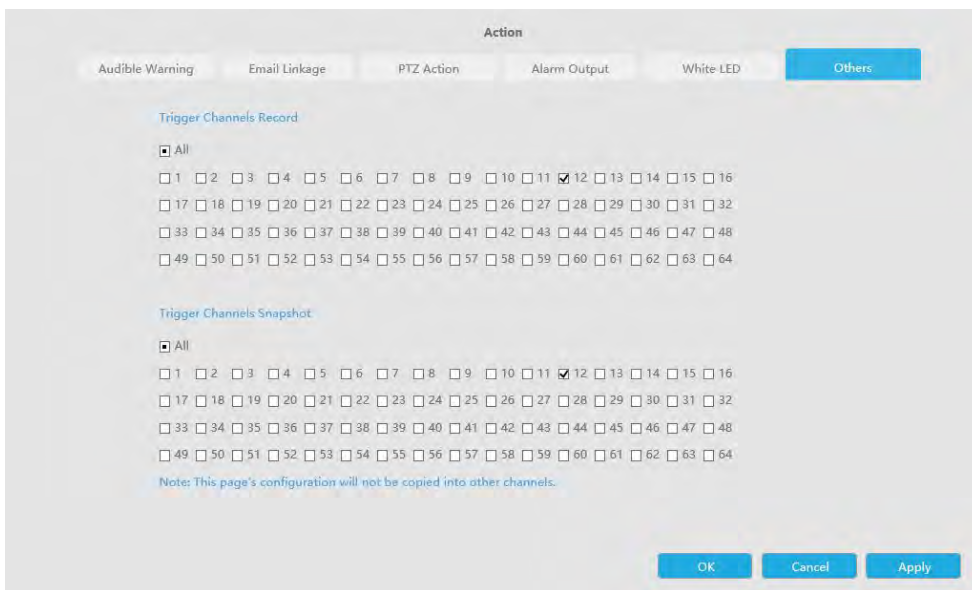 Action
Audible Warning Email Linkage PTZ Action Alarm Output White LED Others
Trigger Channels Record
All
1 2 3 4 5 6 7 8 9 10 11 12 13 14 15 16
17 18 19 20 21 22 23 24 25 26 27 28 29 30 31 32
33 34 35 36 37 38 39 40 41 42 43 44 45 46 47 48
49 50 51 52 53 54 55 56 57 58 59 60 61 62 63 64
Trigger Channels Snapshot
All
1 2 3 4 5 6 7 8 9 10 11 12 13 14 15 16
17 18 19 20 21 22 23 24 25 26 27 28 29 30 31 32
33 34 35 36 37 38 39 40 41 42 43 44 45 46 47 48
49 50 51 52 53 54 55 56 57 58 59 60 61 62 63 64
Note: This page's configuration will not be copied into other channels.
OK Cancel Apply